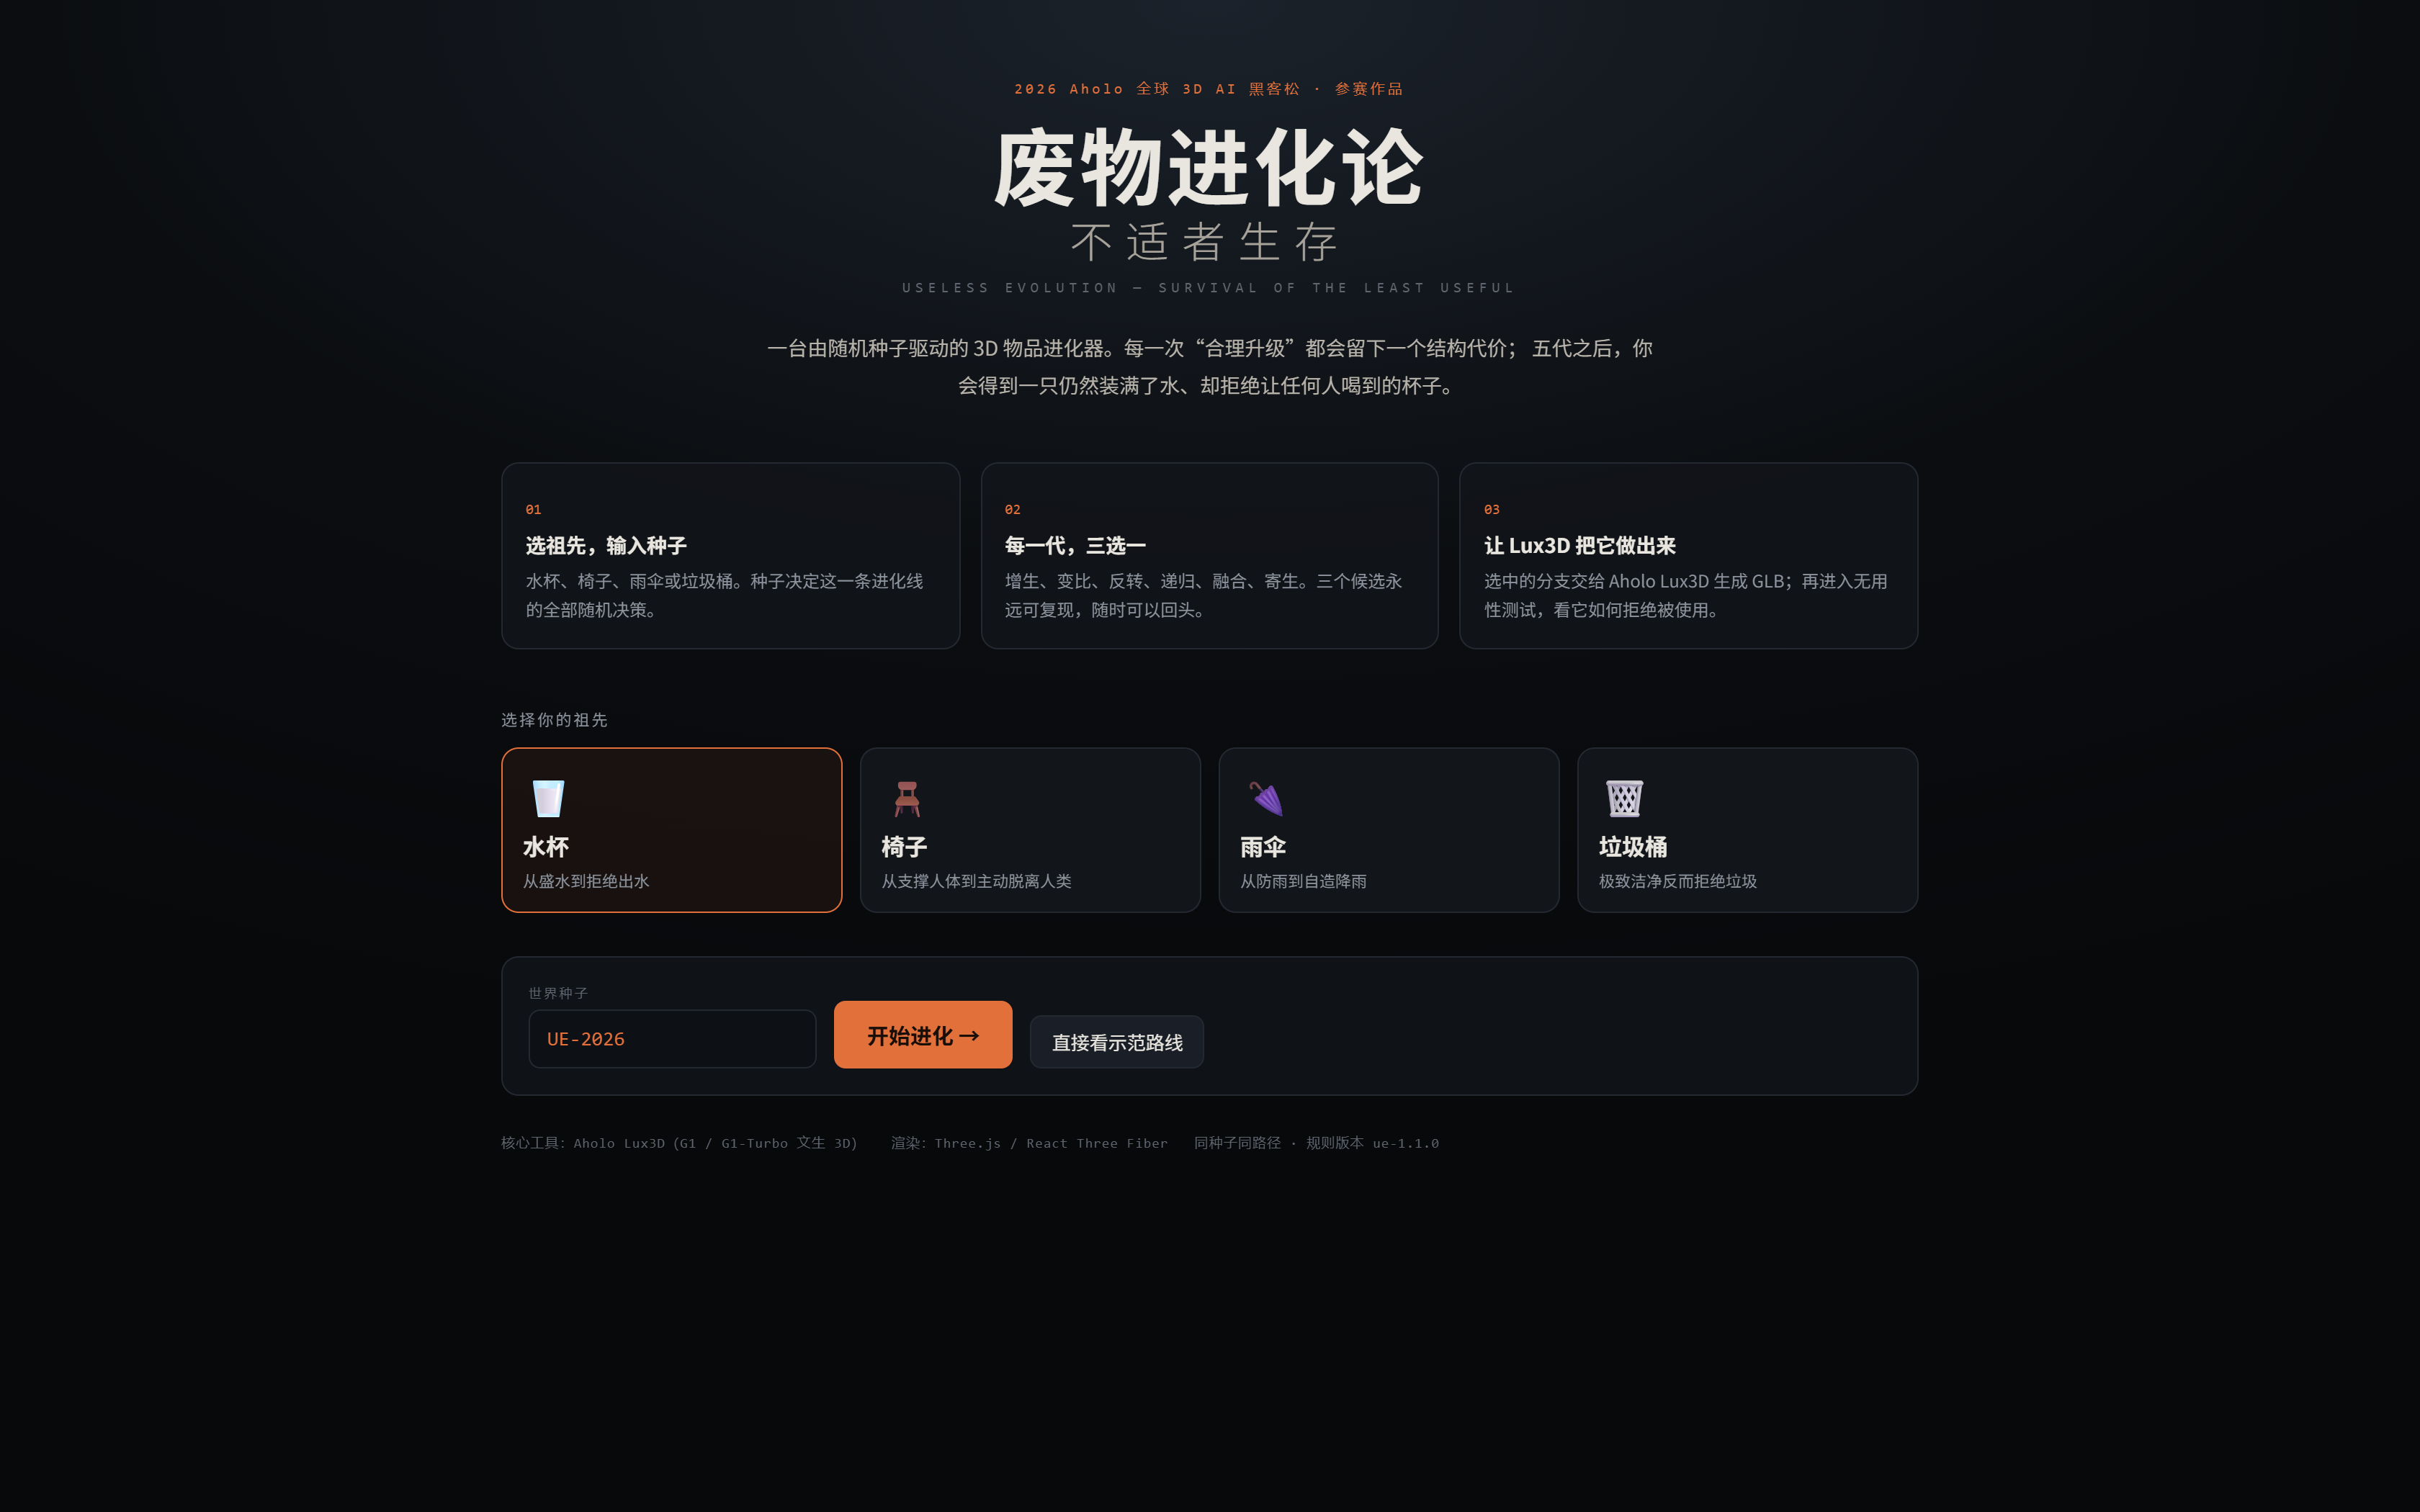 2026 Aholo 全球 3D AI 黑客松 · 参赛作品
废物进化论
不适者生存
USELESS EVOLUTION — SURVIVAL OF THE LEAST USEFUL
一台由随机种子驱动的 3D 物品进化器。每一次“合理升级”都会留下一个结构代价； 五代之后，你
会得到一只仍然装满了水、却拒绝让任何人喝到的杯子。
01
选祖先，输入种子
水杯、椅子、雨伞或垃圾桶。种子决定这一条进化线
的全部随机决策。
02
每一代，三选一
增生、变比、反转、递归、融合、寄生。三个候选永
远可复现，随时可以回头。
03
让 Lux3D 把它做出来
选中的分支交给 Aholo Lux3D 生成 GLB；再进入无用
性测试，看它如何拒绝被使用。
选择你的祖先
水杯
从盛水到拒绝出水
椅子
从支撑人体到主动脱离人类
雨伞
从防雨到自造降雨
垃圾桶
极致洁净反而拒绝垃圾
世界种子
UE-2026
开始进化 →
直接看示范路线
核心工具：Aholo Lux3D（G1 / G1-Turbo 文生 3D） 渲染：Three.js / React Three Fiber 同种子同路径 · 规则版本 ue-1.1.0